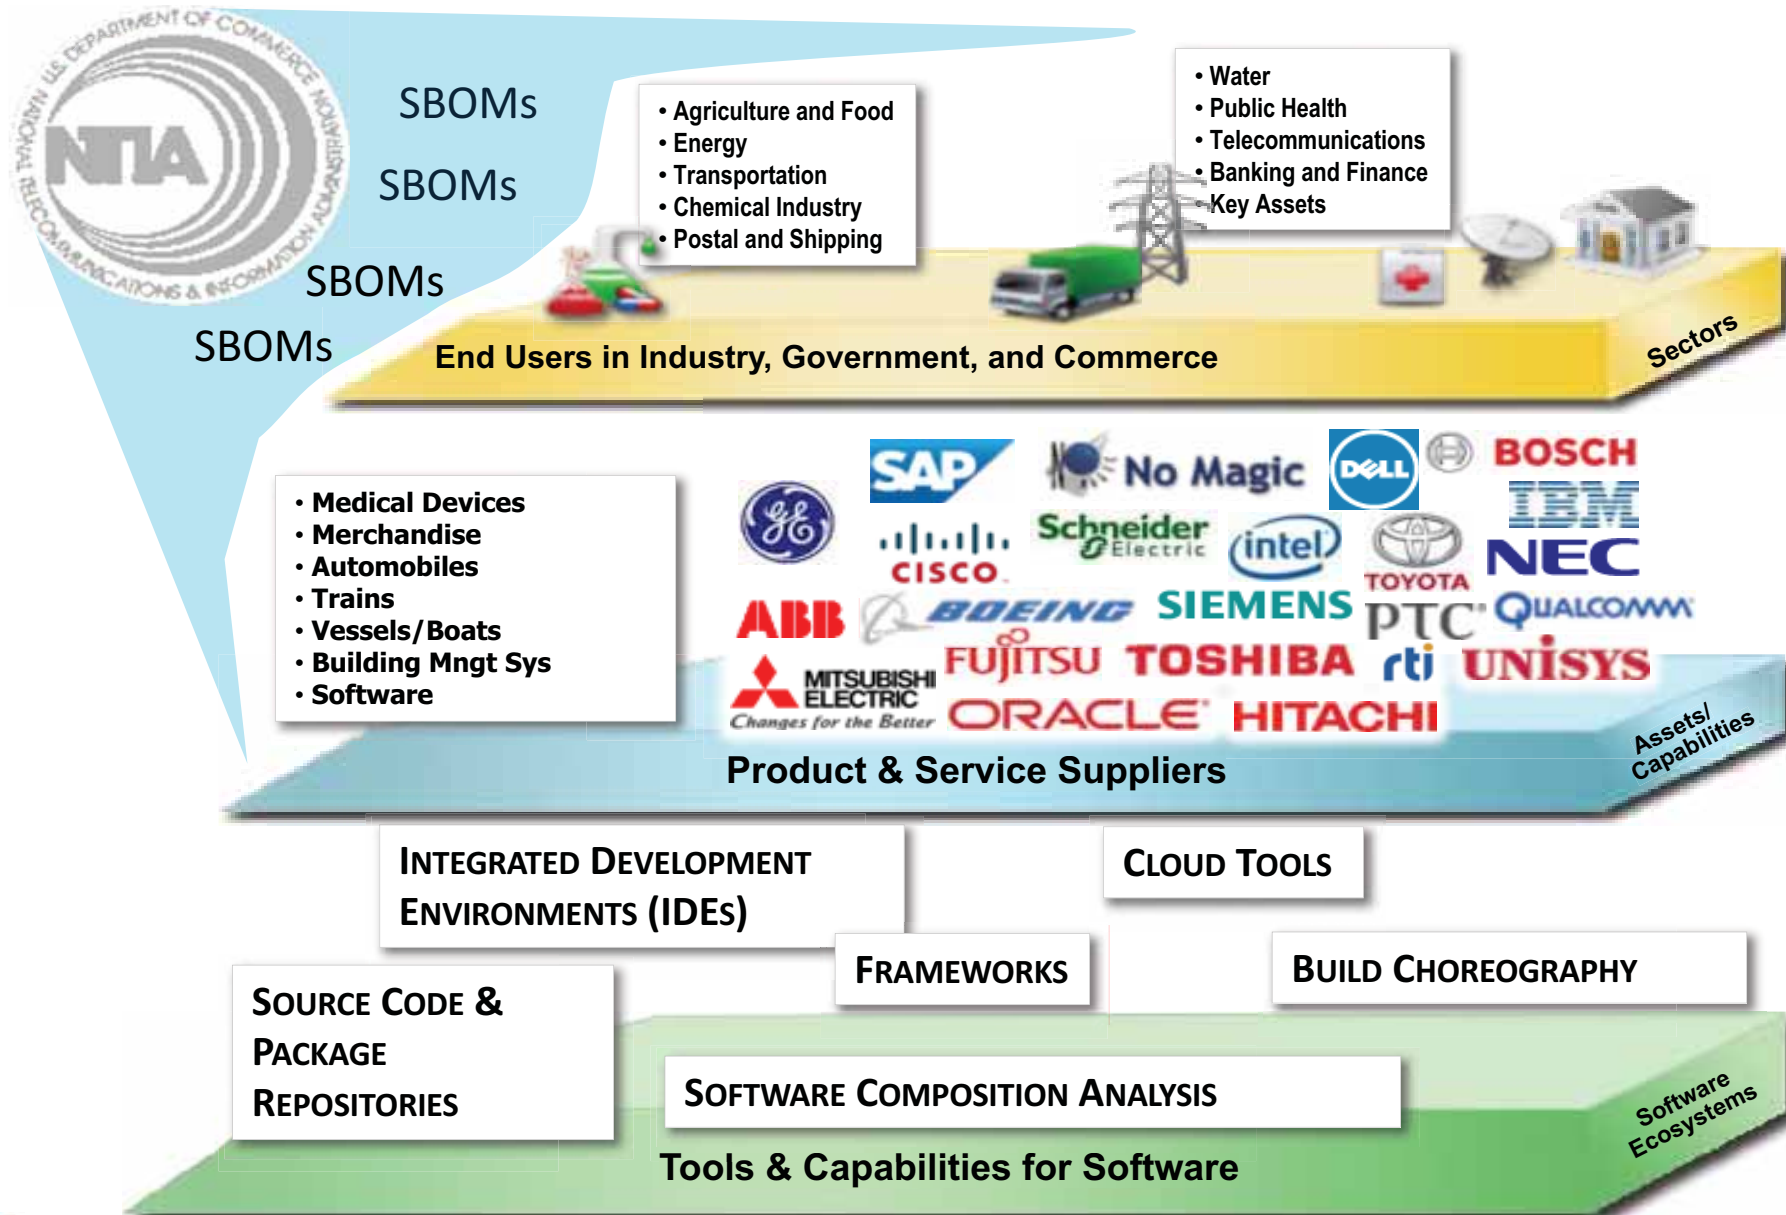 NATIONAL TELECOMMUNICATIONS & INFORMATION ADMINISTRATION
U.S. DEPARTMENT OF COMMERCE
NTIA
SBOMs
SBOMs
SBOMs
SBOMs
• Agriculture and Food
• Energy
• Transportation
• Chemical Industry
• Postal and Shipping
• Water
• Public Health
• Telecommunications
• Banking and Finance
• Key Assets
End Users in Industry, Government, and Commerce
Sectors
• Medical Devices
• Merchandise
• Automobiles
• Trains
• Vessels/Boats
• Building Mngt Sys
• Software
GE
SAP
No Magic
DELL
BOSCH
IBM
CISCO
Schneider
Electric
intel
TOYOTA
NEC
ABB
BOEING
SIEMENS
PTC®
QUALCOMM
MITSUBISHI
ELECTRIC
Changes for the Better
FUJITSU
TOSHIBA
rti
UNISYS
ORACLE
HITACHI
Product & Service Suppliers
Assets/
Capabilities
INTEGRATED DEVELOPMENT
ENVIRONMENTS (IDES)
CLOUD TOOLS
FRAMEWORKS
BUILD CHOREOGRAPHY
SOURCE CODE &
PACKAGE
REPOSITORIES
SOFTWARE COMPOSITION ANALYSIS
Tools & Capabilities for Software
Software
Ecosystems